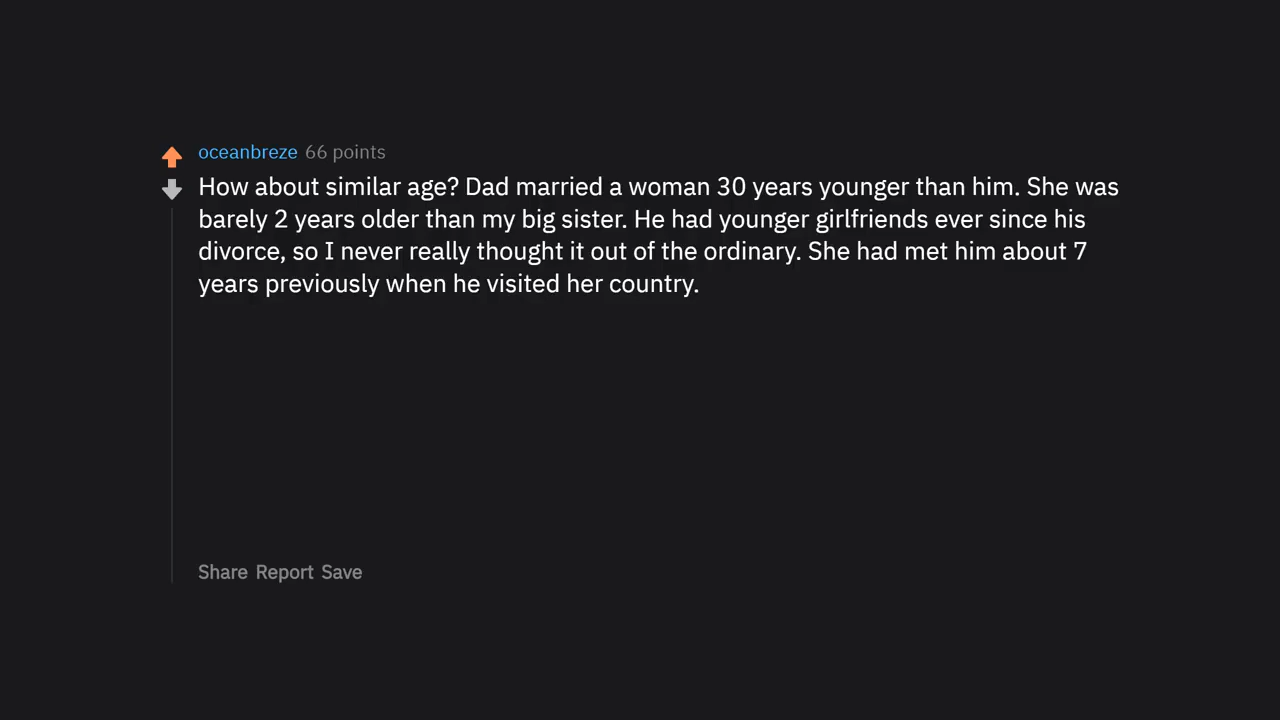 oceanbreze 66 points
How about similar age? Dad married a woman 30 years younger than him. She was
barely 2 years older than my big sister. He had younger girlfriends ever since his
divorce, so I never really thought it out of the ordinary. She had met him about 7
years previously when he visited her country.
Share Report Save